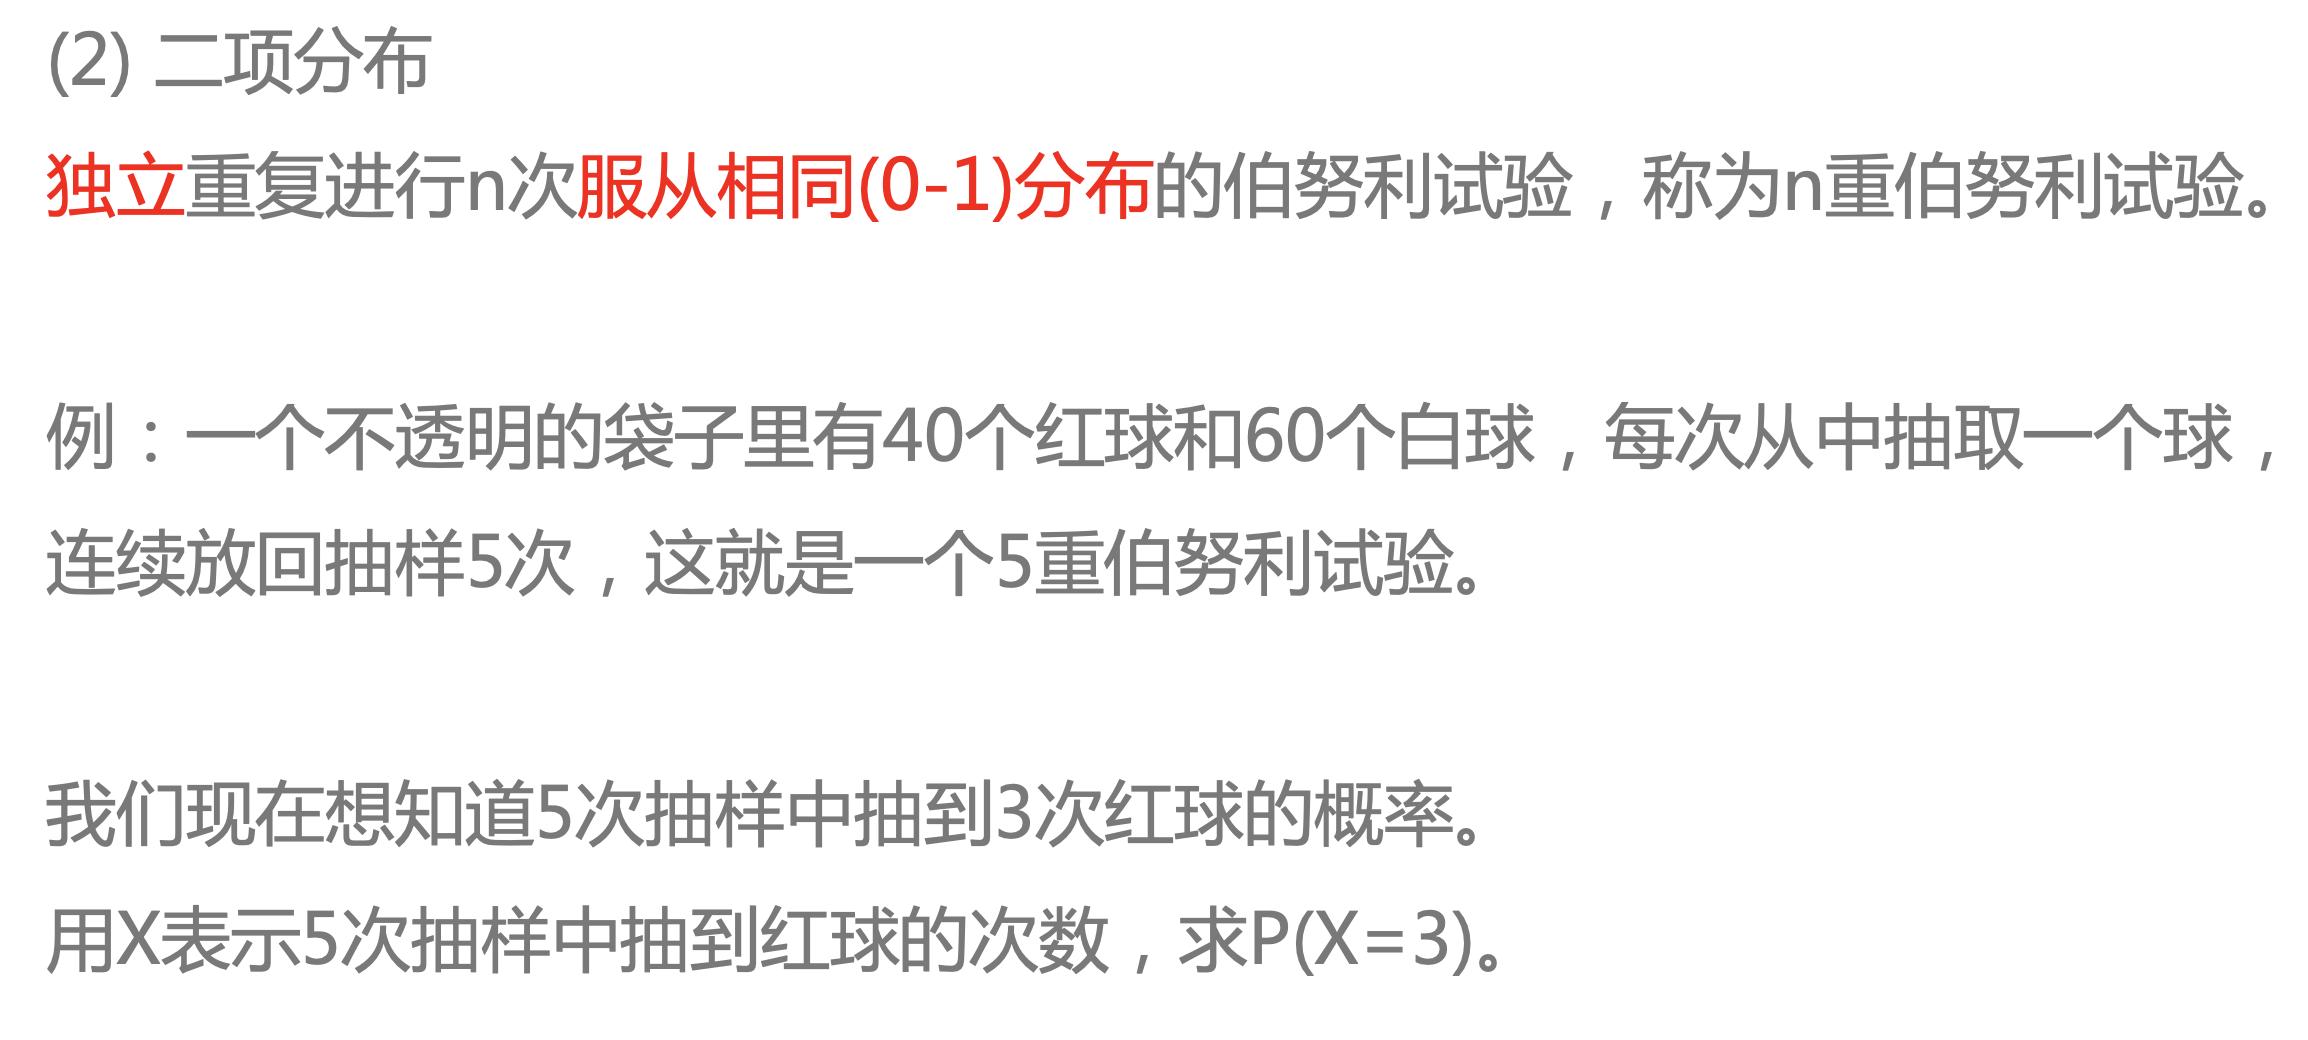 (2) 二项分布
独立重复进行n次服从相同(0-1)分布的伯努利试验，称为n重伯努利试验。
例：一个不透明的袋子里有40个红球和60个白球，每次从中抽取一个球，
连续放回抽样5次，这就是一个5重伯努利试验。
我们现在想知道5次抽样中抽到3次红球的概率。
用X表示5次抽样中抽到红球的次数，求P(X=3)。